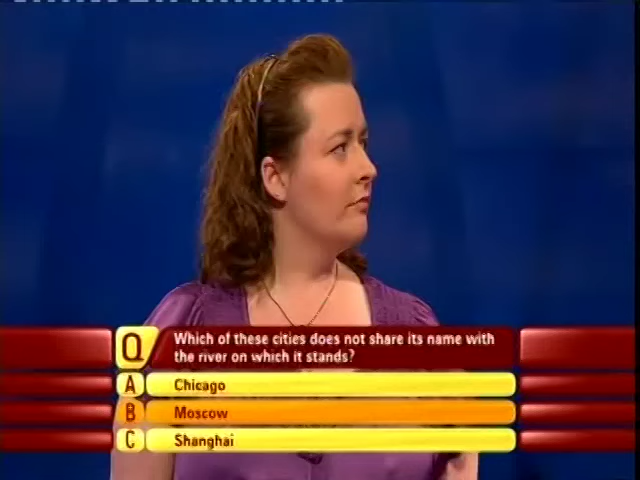 Q Which of these cities does not share its name with
the river on which it stands?
A Chicago
B Moscow
C Shanghai